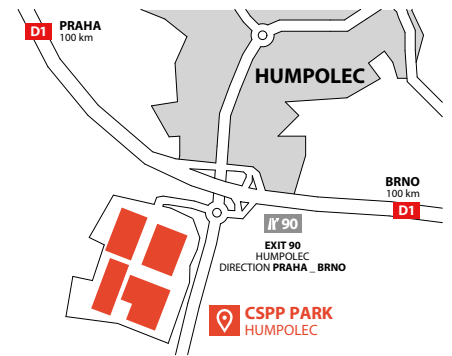 D1
PRAHA
100 km
HUMPOLEC
BRNO
100 km
D1
90
EXIT 90
HUMPOLEC
DIRECTION PRAHA _ BRNO
CSPP PARK
HUMPOLEC